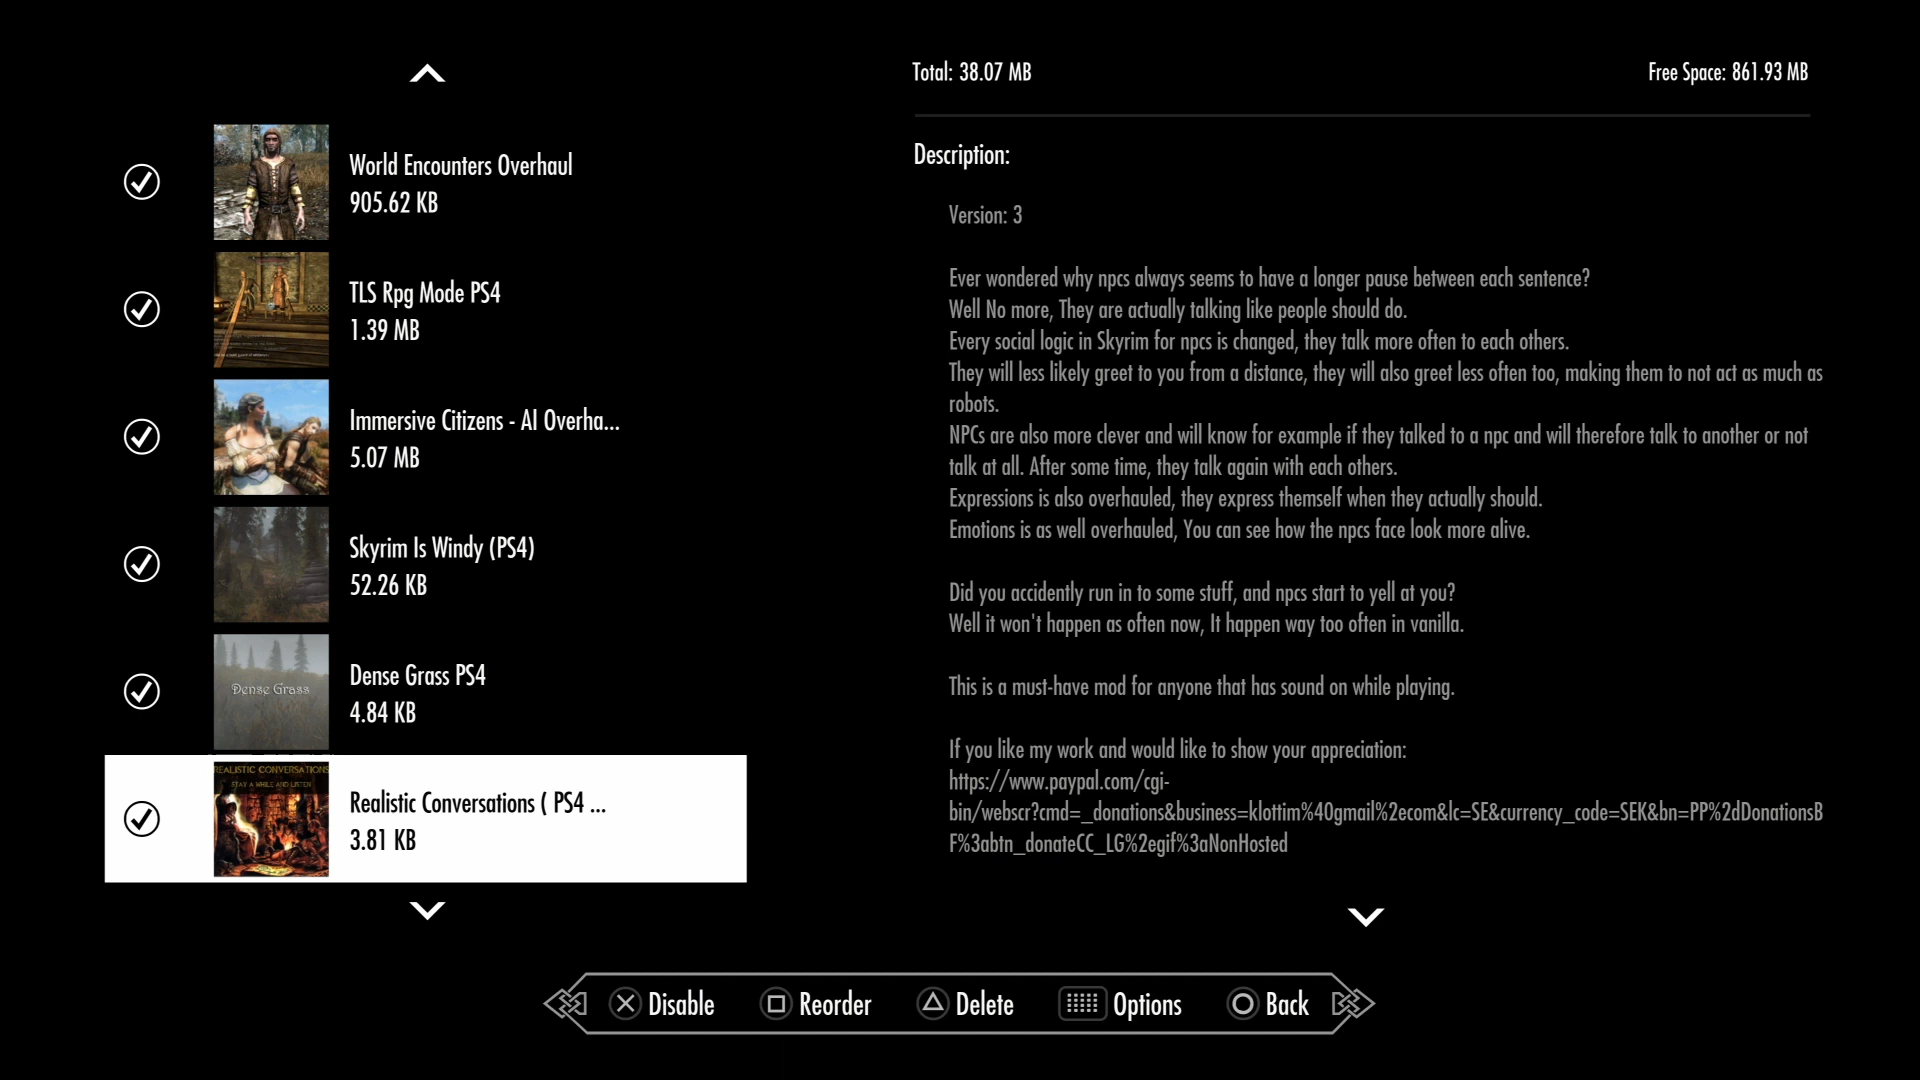 Total: 38.07 MB
Free Space: 861.93 MB
World Encounters Overhaul
905.62 KB
TLS Rpg Mode PS4
1.39 MB
Immersive Citizens - AI Overha...
5.07 MB
Skyrim Is Windy (PS4)
52.26 KB
Dense Grass
Dense Grass PS4
4.84 KB
REALISTIC CONVERSATIONS
STAY A WHILE AND LISTEN
Realistic Conversations ( PS4 ...
3.81 KB
Description:
Version: 3
Ever wondered why npcs always seems to have a longer pause between each sentence?
Well No more, They are actually talking like people should do.
Every social logic in Skyrim for npcs is changed, they talk more often to each others.
They will less likely greet to you from a distance, they will also greet less often too, making them to not act as much as
robots.
NPCs are also more clever and will know for example if they talked to a npc and will therefore talk to another or not
talk at all. After some time, they talk again with each others.
Expressions is also overhauled, they express themself when they actually should.
Emotions is as well overhauled, You can see how the npcs face look more alive.
Did you accidently run in to some stuff, and npcs start to yell at you?
Well it won't happen as often now, It happen way too often in vanilla.
This is a must-have mod for anyone that has sound on while playing.
If you like my work and would like to show your appreciation:
https://www.paypal.com/cgi-
bin/webscr?cmd=_donations&business=klottim%40gmail%2ecom&lc=SE&currency_code=SEK&bn=PP%2dDonationsB
F%3abtn_donateCC_LG%2egif%3aNonHosted
Disable
Reorder
Delete
Options
Back